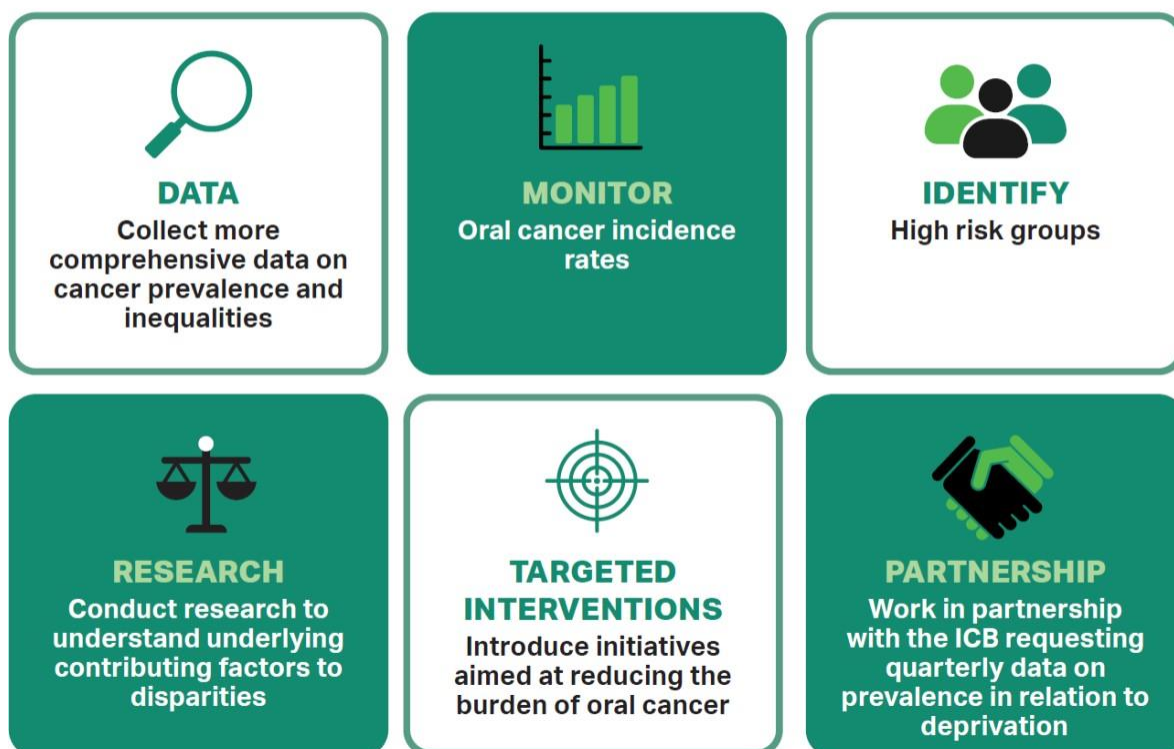 DATA
Collect more
comprehensive data on
cancer prevalence and
inequalities
MONITOR
Oral cancer incidence
rates
IDENTIFY
High risk groups
RESEARCH
Conduct research to
understand underlying
contributing factors to
disparities
TARGETED
INTERVENTIONS
Introduce initiatives
aimed at reducing the
burden of oral cancer
PARTNERSHIP
Work in partnership
with the ICB requesting
quarterly data on
prevalence in relation to
deprivation